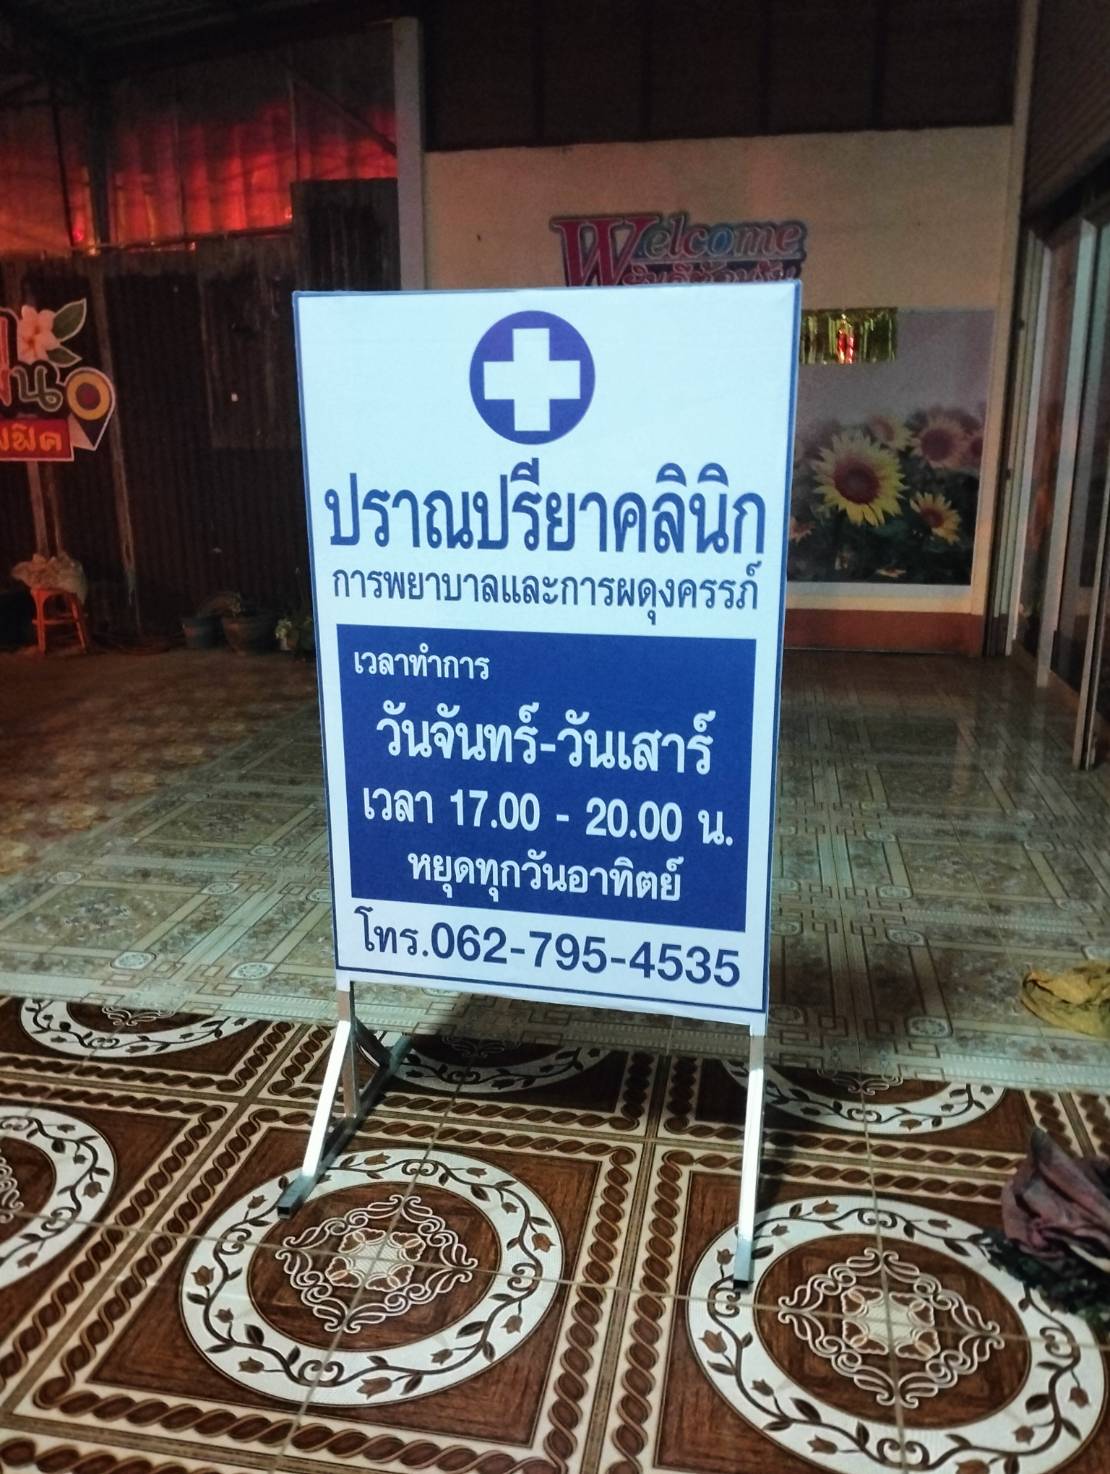 Welcome
ปราณปรียาคลินิก
การพยาบาลและการผดุงครรภ์
เวลาทำการ
วันจันทร์-วันเสาร์
เวลา 17.00 - 20.00 น.
หยุดทุกวันอาทิตย์
โทร.062-795-4535